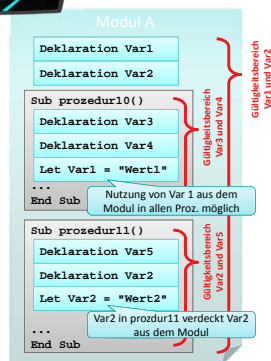 Modul A
Deklaration Var1
Deklaration Var2
Gültigkeitsbereich
Var1 und Var2
Sub prozedur10()
Deklaration Var3
Deklaration Var4
Let Var1 = "Wert1"
...
End Sub
Gültigkeitsbereich
Var3 und Var4
Nutzung von Var 1 aus dem
Modul in allen Proz. möglich
Sub prozedur11()
Deklaration Var5
Deklaration Var2
Let Var2 = "Wert2"
...
End Sub
Gültigkeitsbereich
Var2 und Var5
Var2 in prozdur11 verdeckt Var2
aus dem Modul